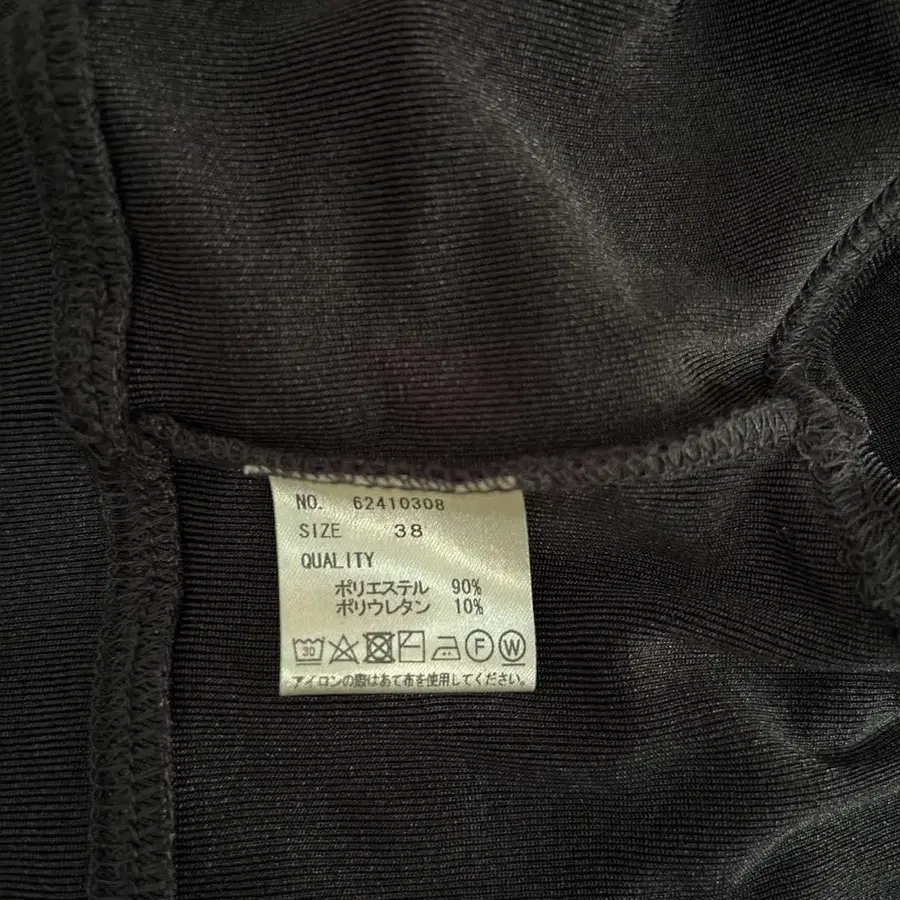 NO. 62410308
SIZE 38
QUALITY
ポリエステル 90%
ポリウレタン 10%
30 F W
アイロンの際はあて布を使用してください。